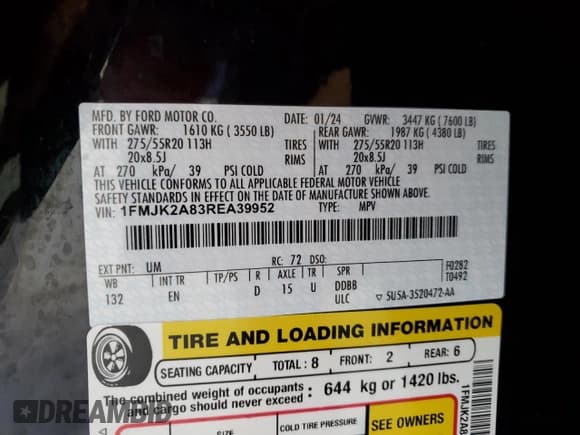 MFD. BY FORD MOTOR CO. DATE: 01/24 GVWR: 3447 KG ( 7600 LB)
FRONT GAWR: 1610 KG ( 3550 LB) REAR GAWR: 1987 KG ( 4380 LB)
WITH 275/55R20 113H TIRES 275/55R20 113H TIRES
20x8.5J RIMS 20x8.5J RIMS
AT 270 kPa/ 39 PSI COLD AT 270 kPa/ 39 PSI COLD
THIS VEHICLE CONFORMS TO ALL APPLICABLE FEDERAL MOTOR VEHICLE
SAFETY STANDARD IN EFFECT ON THE DATE OF MANUFACTURE SHOWN ABOVE.
VIN: 1FMJK2A83REA39952 TYPE: MPV
RC: 72 DSO:
EXT PNT: UM F0282
WB INT TR TP/PS R AXLE TR SPR T0492
132 EN D 15 U DDBB
ULC ▽ 5USA-3520472-AA
TIRE AND LOADING INFORMATION
SEATING CAPACITY TOTAL: 8 FRONT: 2 REAR: 6
The combined weight of occupants and cargo should never exceed: 644 kg or 1420 lbs.
SIZE COLD TIRE PRESSURE SEE OWNERS
1FMJK2A8
DREAMBID